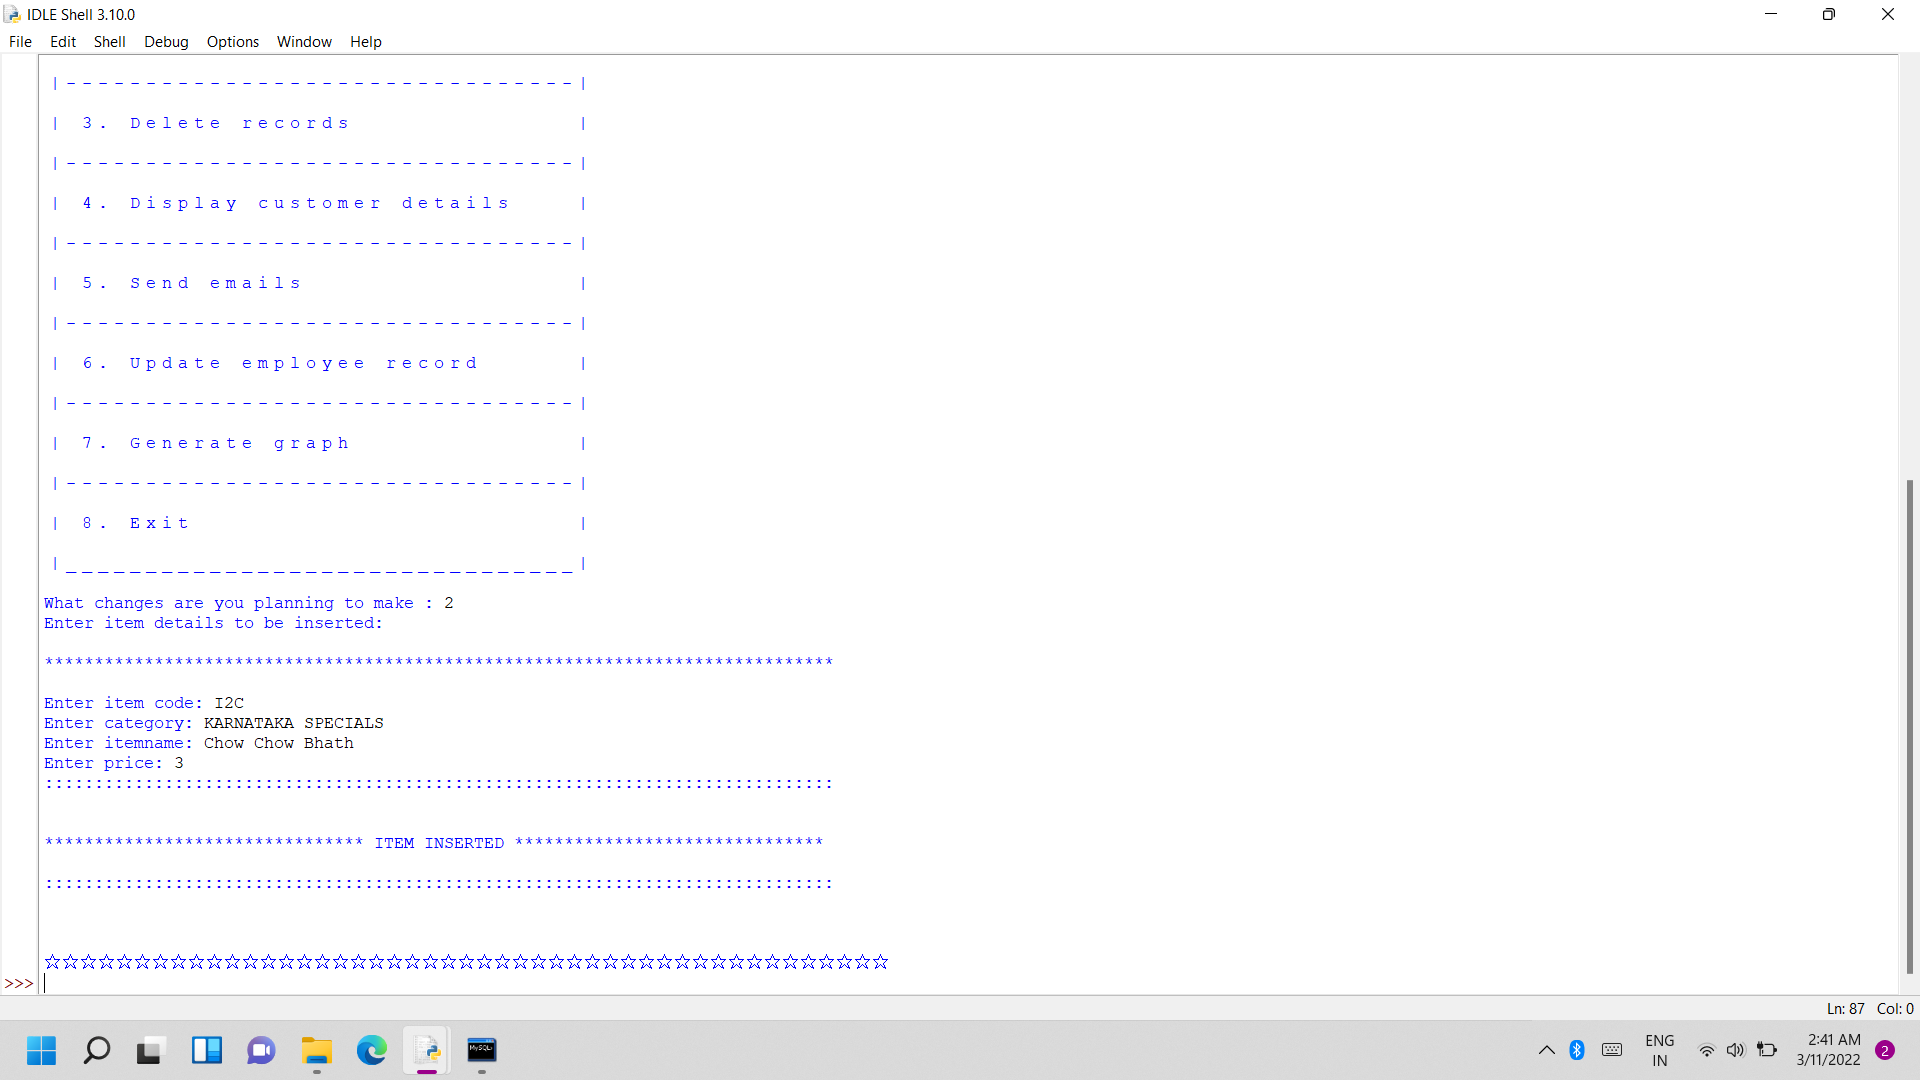 IDLE Shell 3.10.0
File Edit Shell Debug Options Window Help
|--------------------------------|
| 3. Delete records |
|--------------------------------|
| 4. Display customer details |
|--------------------------------|
| 5. Send emails |
|--------------------------------|
| 6. Update employee record |
|--------------------------------|
| 7. Generate graph |
|--------------------------------|
| 8. Exit |
|________________________________|
What changes are you planning to make : 2
Enter item details to be inserted:
*******************************************************************************
Enter item code: I2C
Enter category: KARNATAKA SPECIALS
Enter itemname: Chow Chow Bhath
Enter price: 3
:::::::::::::::::::::::::::::::::::::::::::::::::::::::::::::::::::::::::::::::
******************************** ITEM INSERTED *******************************
:::::::::::::::::::::::::::::::::::::::::::::::::::::::::::::::::::::::::::::::
☆☆☆☆☆☆☆☆☆☆☆☆☆☆☆☆☆☆☆☆☆☆☆☆☆☆☆☆☆☆☆☆☆☆☆☆☆☆☆☆☆☆☆☆☆☆☆
>>>
Ln: 87 Col: 0
MySQL
ENG
IN
2:41 AM
3/11/2022
2